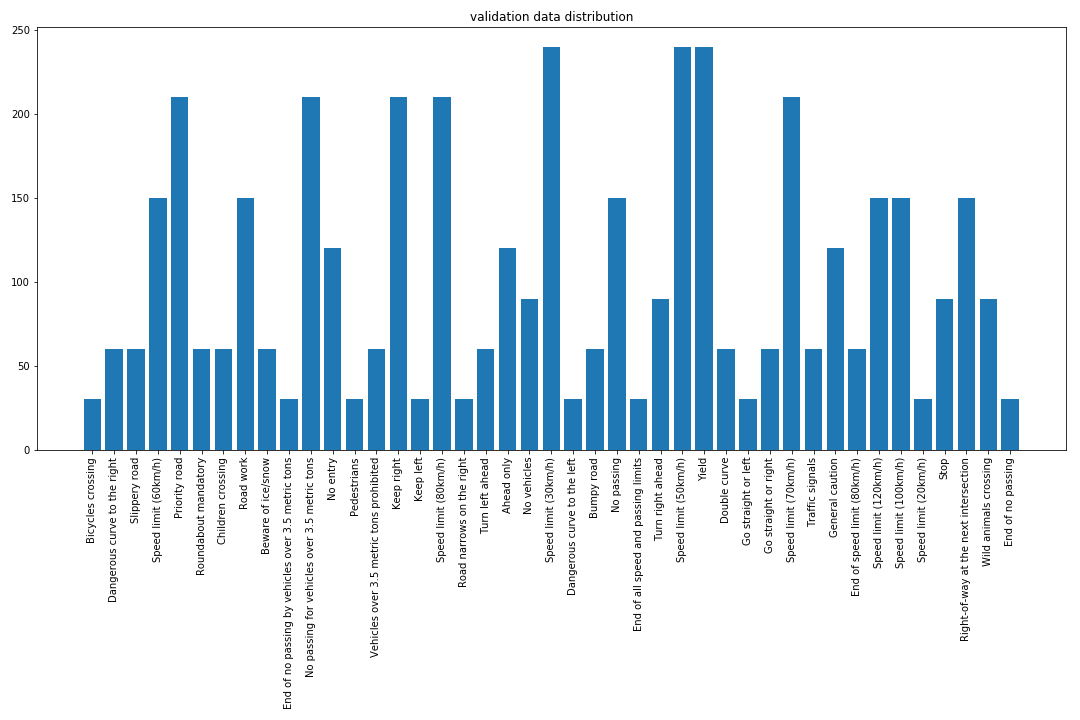 validation data distribution
250
200
150
100
50
0
Bicycles crossing
Dangerous curve to the right
Slippery road
Speed limit (60km/h)
Priority road
Roundabout mandatory
Children crossing
Road work
Beware of ice/snow
End of no passing by vehicles over 3.5 metric tons
No passing for vehicles over 3.5 metric tons
No entry
Pedestrians
Vehicles over 3.5 metric tons prohibited
Keep right
Keep left
Speed limit (80km/h)
Road narrows on the right
Turn left ahead
Ahead only
No vehicles
Speed limit (30km/h)
Dangerous curve to the left
Bumpy road
No passing
End of all speed and passing limits
Turn right ahead
Speed limit (50km/h)
Yield
Double curve
Go straight or left
Go straight or right
Speed limit (70km/h)
Traffic signals
General caution
End of speed limit (80km/h)
Speed limit (120km/h)
Speed limit (100km/h)
Speed limit (20km/h)
Stop
Right-of-way at the next intersection
Wild animals crossing
End of no passing